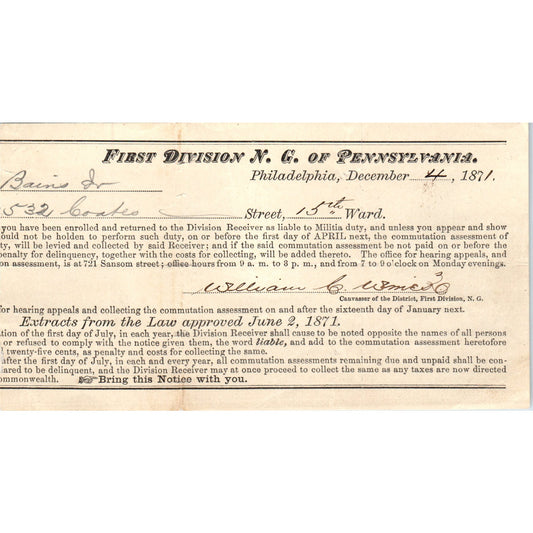 First Division N. G. of Pennsylvania.
Philadelphia, December 4, 1871.
Bains Jr
532 Coates Street, 15th Ward.
you have been enrolled and returned to the Division Receiver as liable to Militia duty, and unless you appear and show
ould not be holden to perform such duty, on or before the first day of APRIL next, the commutation assessment of
ty, will be levied and collected by said Receiver; and if the said commutation assessment be not paid on or before the
penalty for delinquency, together with the costs for collecting, will be added thereto. The office for hearing appeals, and
on assessment, is at 721 Sansom street; office hours from 9 a. m. to 3 p. m., and from 7 to 9 o'clock on Monday evenings.
William C
Canvasser of the District, First Division, N. G.
for hearing appeals and collecting the commutation assessment on and after the sixteenth day of January next.
Extracts from the Law approved June 2, 1871.
ation of the first day of July, in each year, the Division Receiver shall cause to be noted opposite the names of all persons
or refused to comply with the notice given them, the word liable, and add to the commutation assessment heretofore
l twenty-five cents, as penalty and costs for collecting the same.
after the first day of July, in each and every year, all commutation assessments remaining due and unpaid shall be con-
lared to be delinquent, and the Division Receiver may at once proceed to collect the same as any taxes are now directed
ommonwealth. ☞Bring this Notice with you.